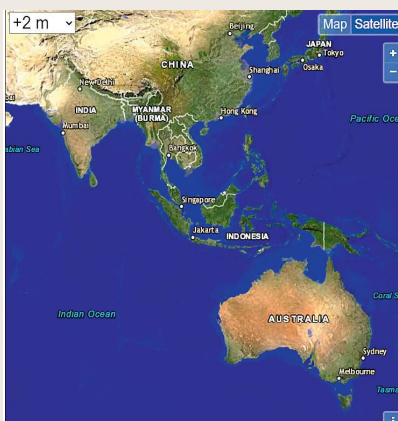 +2 m
Map Satellite
Beijing
JAPAN
Tokyo
Osaka
CHINA
Shanghai
New Delhi
INDIA
MYANMAR
(BURMA)
Hong Kong
Mumbai
Pacific Oce
abian Sea
Bangkok
Singapore
Jakarta
INDONESIA
Indian Ocean
Coral S
AUSTRALIA
Sydney
Melbourne
Tasma